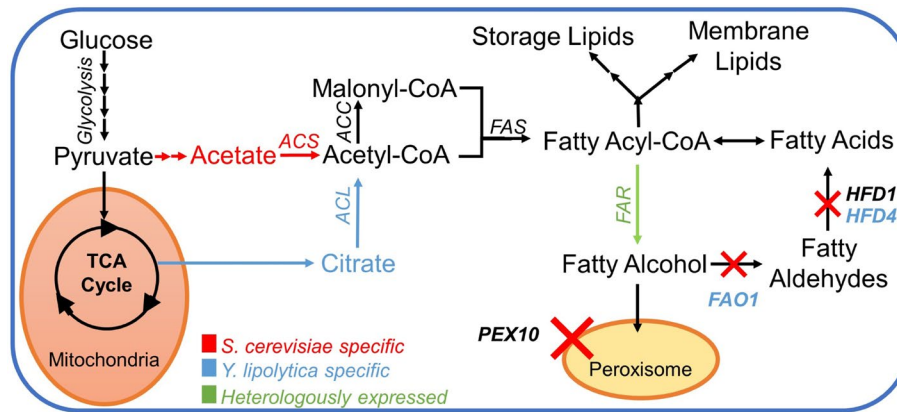 Glucose
Glycolysis
Pyruvate
Acetate
ACS
Malonyl-CoA
ACC
Acetyl-CoA
ACL
Citrate
FAS
Storage Lipids
Membrane
Lipids
Fatty Acyl-CoA
Fatty Acids
FAR
HFD1
HFD4
Fatty Alcohol
Fatty
Aldehydes
FAO1
PEX10
Peroxisome
TCA
Cycle
Mitochondria
S. cerevisiae specific
Y. lipolytica specific
Heterologously expressed